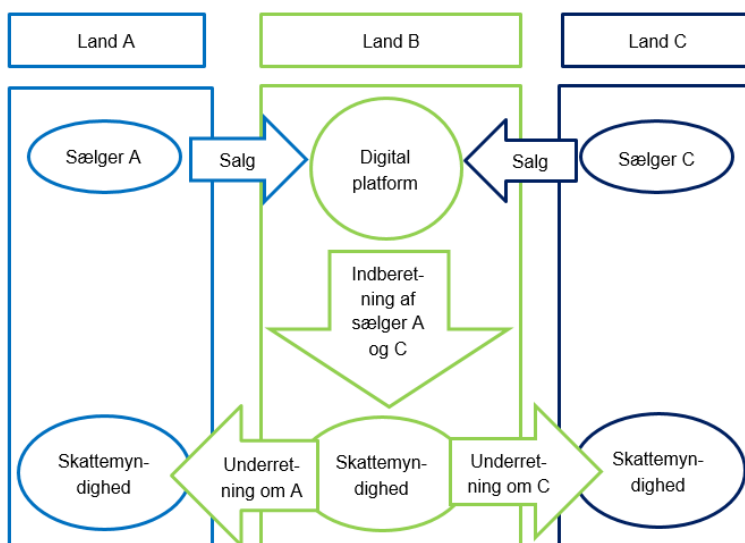 Land A
Land B
Land C
Sælger A
Salg
Digital
platform
Salg
Sælger C
Indberet-
ning af
sælger A
og C
Skattemyn-
dighed
Underret-
ning om A
Skattemyn-
dighed
Underret-
ning om C
Skattemyn-
dighed